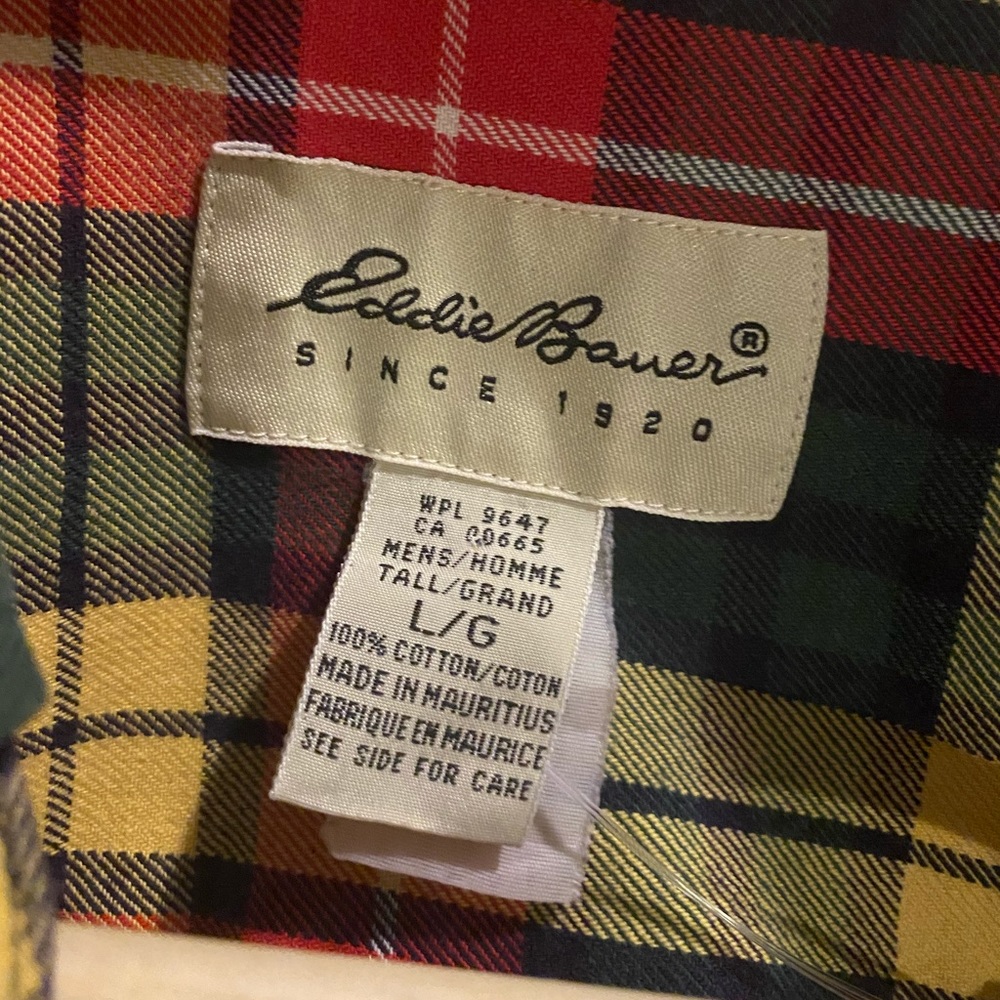 Eddie Bauer®
SINCE 1920
WPL 9647
CA 00665
MENS/HOMME
TALL/GRAND
L/G
100% COTTON/COTON
MADE IN MAURITIUS
FABRIQUE EN MAURICE
SEE SIDE FOR CARE